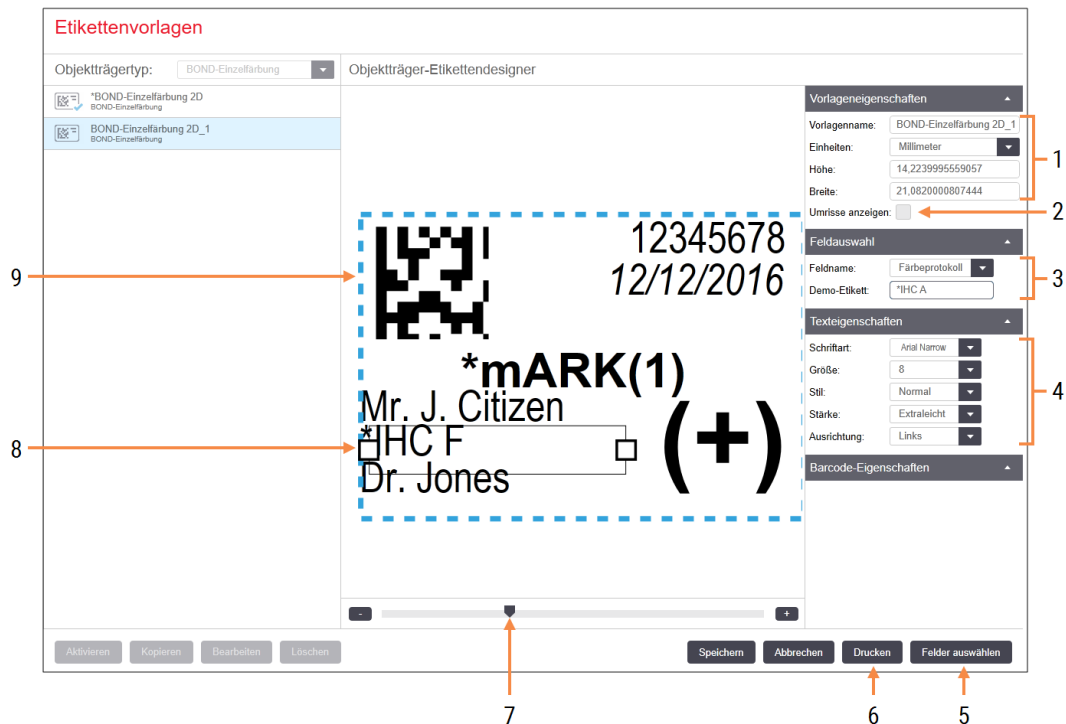 Etikettenvorlagen
Objektträgertyp: BOND-Einzelfärbung
Objektträger-Etikettendesigner
*BOND-Einzelfärbung 2D
BOND-Einzelfärbung
BOND-Einzelfärbung 2D_1
BOND-Einzelfärbung
12345678
12/12/2016
*mARK(1)
Mr. J. Citizen
*IHC F
Dr. Jones
(+)
Vorlageneigenschaften
Vorlagenname: BOND-Einzelfärbung 2D_1
Einheiten: Millimeter
Höhe: 14,2239995559057
Breite: 21,0820000807444
Umrisse anzeigen:
Feldauswahl
Feldname: Färbeprotokoll
Demo-Etikett: *IHC A
Texteigenschaften
Schriftart: Arial Narrow
Größe: 8
Stil: Normal
Stärke: Extraleicht
Ausrichtung: Links
Barcode-Eigenschaften
- +
Aktivieren Kopieren Bearbeiten Löschen
Speichern Abbrechen Drucken Felder auswählen
1
2
3
4
5
6
7
8
9